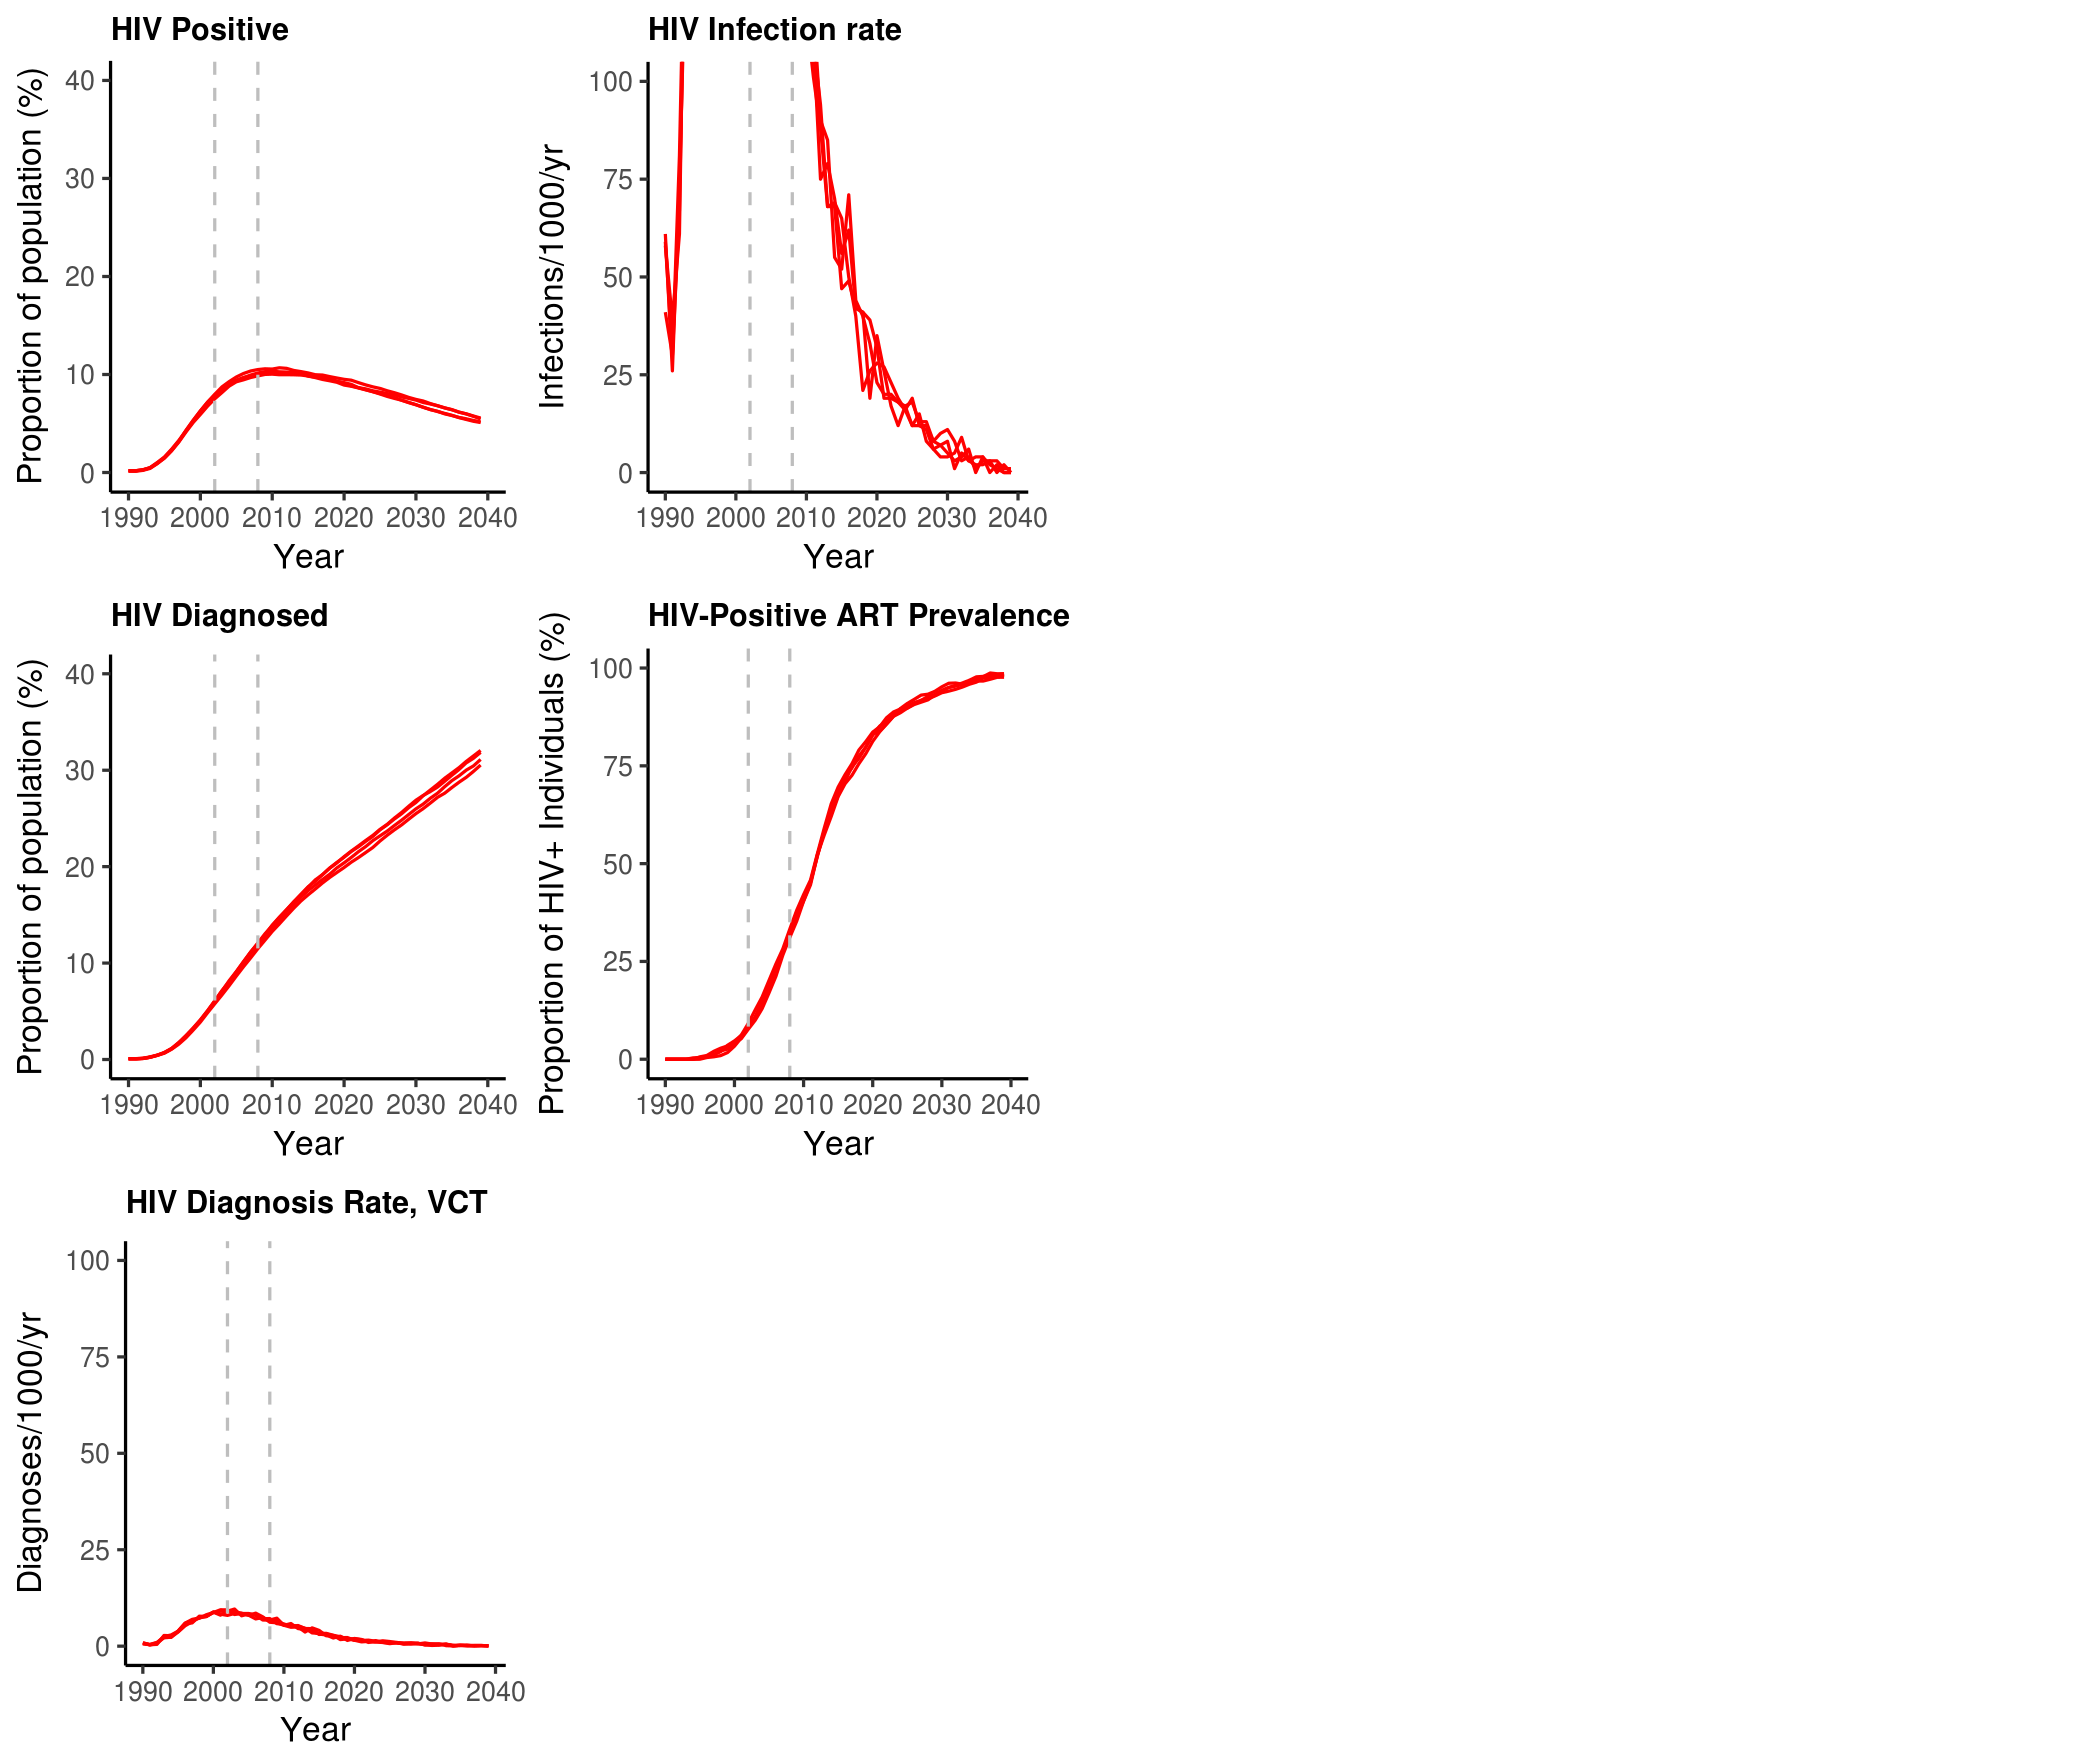 HIV Positive
Proportion of population (%)
40
30
20
10
0
1990 2000 2010 2020 2030 2040
Year
HIV Infection rate
Infections/1000/yr
100
75
50
25
0
1990 2000 2010 2020 2030 2040
Year
HIV Diagnosed
Proportion of population (%)
40
30
20
10
0
1990 2000 2010 2020 2030 2040
Year
HIV-Positive ART Prevalence
Proportion of HIV+ Individuals (%)
100
75
50
25
0
1990 2000 2010 2020 2030 2040
Year
HIV Diagnosis Rate, VCT
Diagnoses/1000/yr
100
75
50
25
0
1990 2000 2010 2020 2030 2040
Year